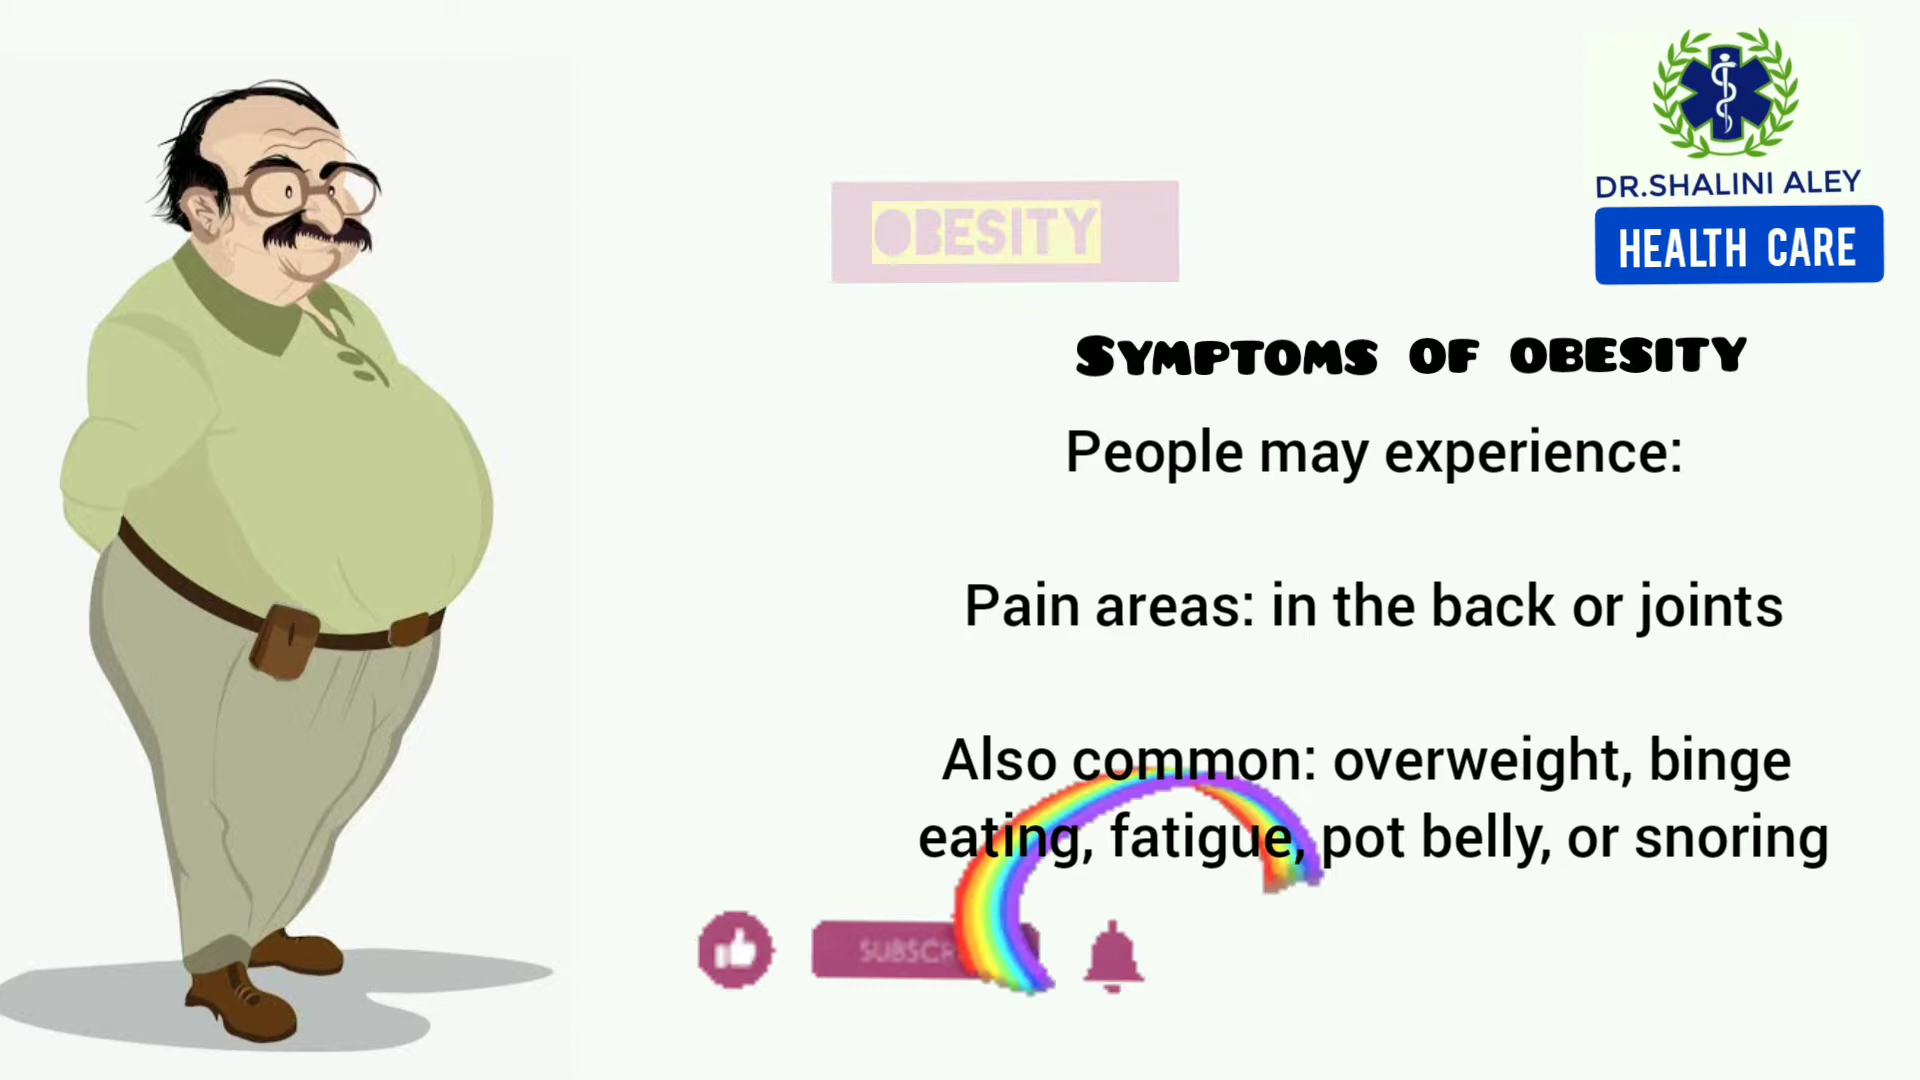 DR.SHALINI ALEY
HEALTH CARE
OBESITY
SYMPTOMS OF OBESITY
People may experience:
Pain areas: in the back or joints
Also common: overweight, binge
eating, fatigue, pot belly, or snoring